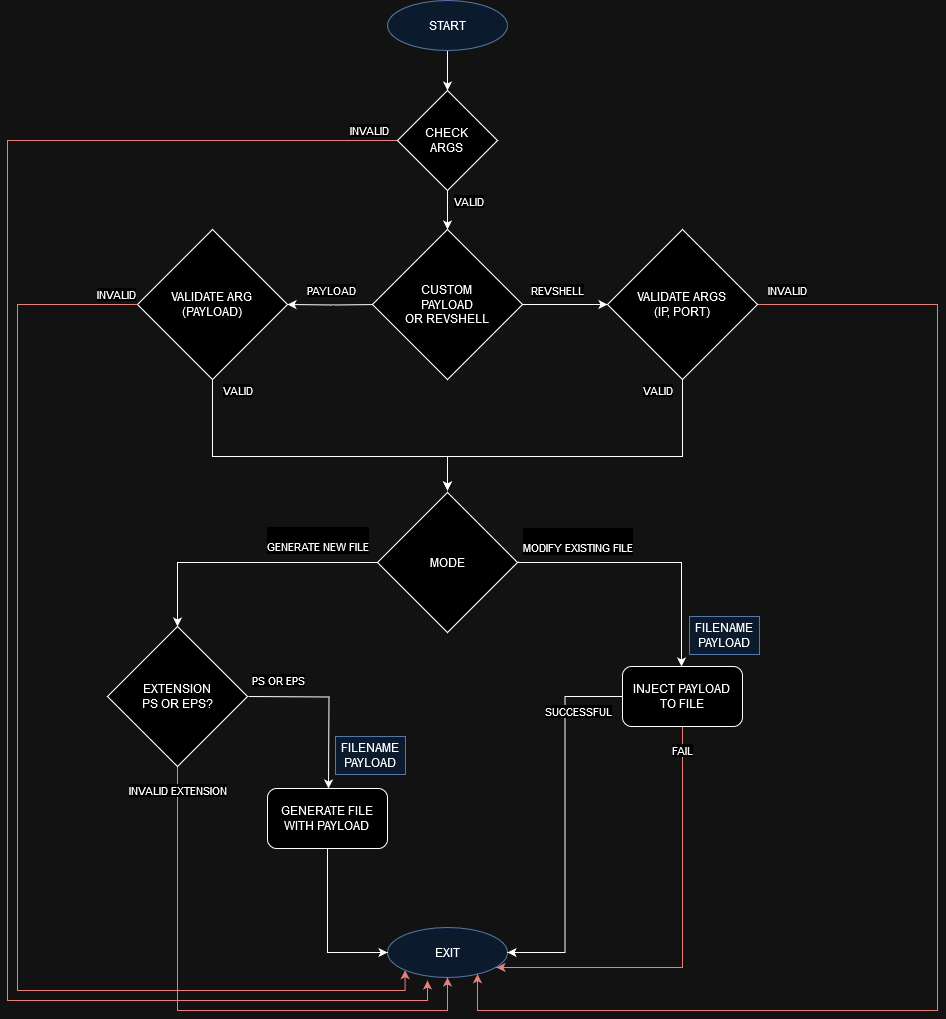 START
INVALID
CHECK
ARGS
VALID
INVALID
VALIDATE ARG
(PAYLOAD)
PAYLOAD
CUSTOM
PAYLOAD
OR REVSHELL
REVSHELL
VALIDATE ARGS
(IP, PORT)
INVALID
VALID
VALID
GENERATE NEW FILE
MODE
MODIFY EXISTING FILE
FILENAME
PAYLOAD
EXTENSION
PS OR EPS?
PS OR EPS
INJECT PAYLOAD
TO FILE
SUCCESSFUL
FAIL
FILENAME
PAYLOAD
INVALID EXTENSION
GENERATE FILE
WITH PAYLOAD
EXIT